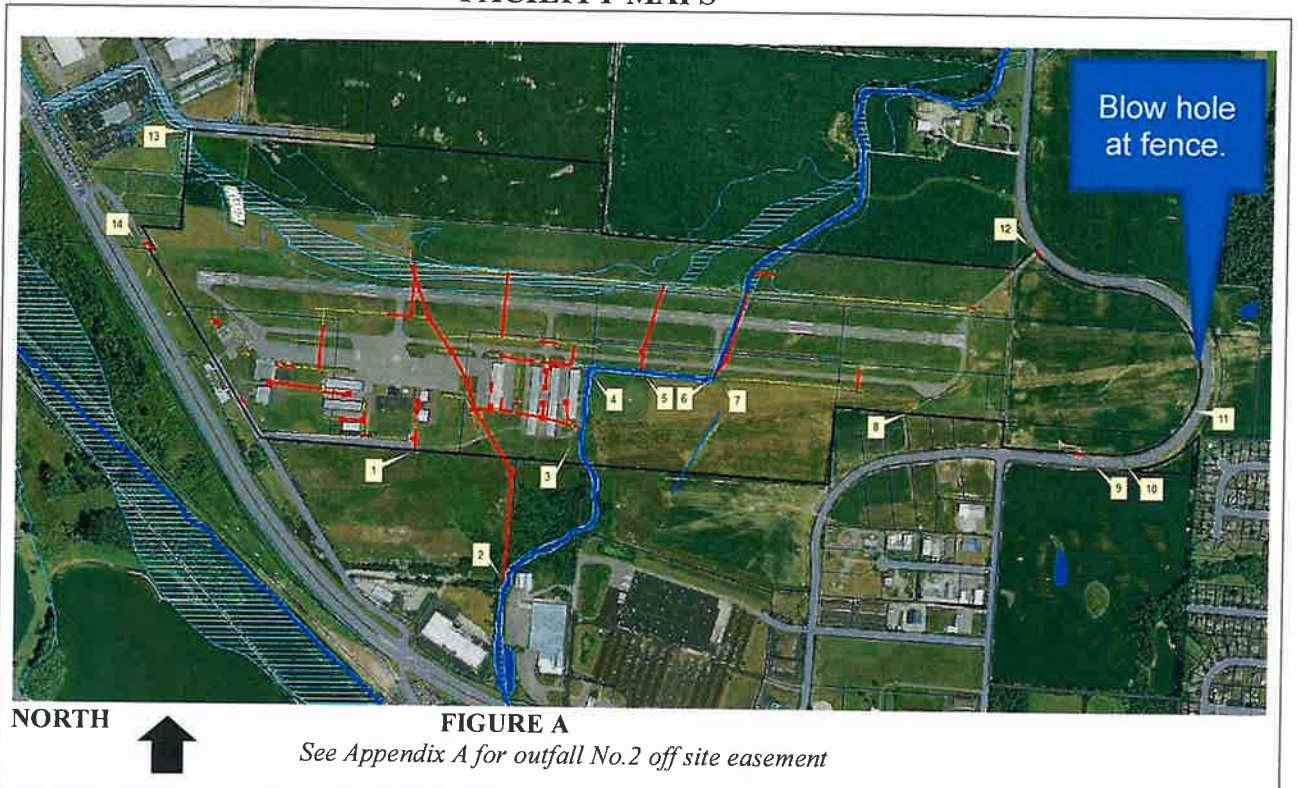 FACILITY MAPS
Blow hole
at fence.
13
14
12
4
5
6
7
8
11
1
3
9
10
2
NORTH
FIGURE A
See Appendix A for outfall No.2 off site easement